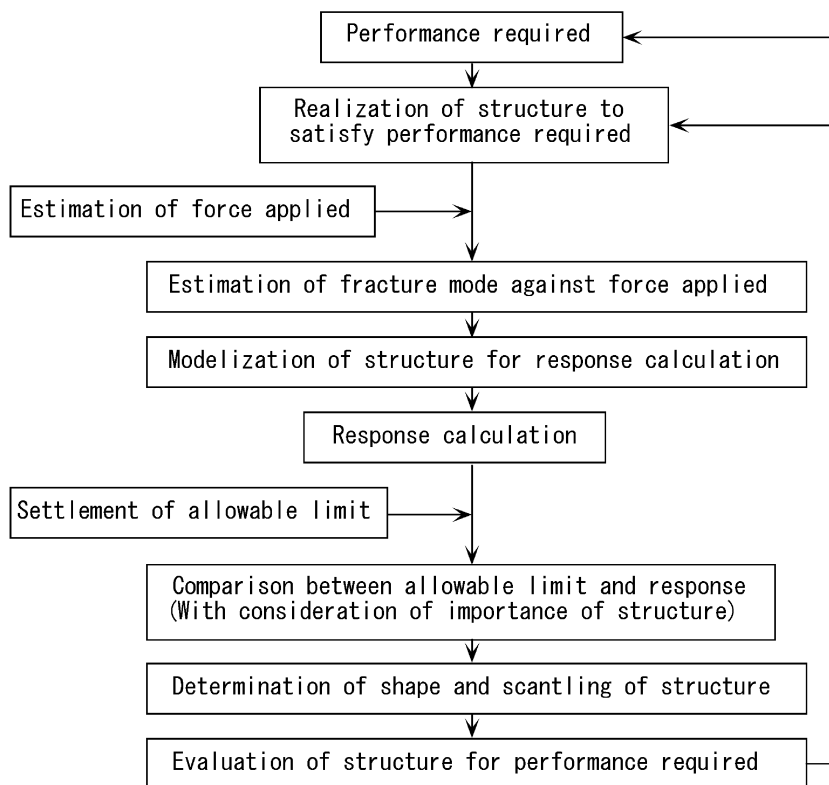 Performance required
Realization of structure to
satisfy performance required
Estimation of force applied
Estimation of fracture mode against force applied
Modelization of structure for response calculation
Response calculation
Settlement of allowable limit
Comparison between allowable limit and response
(With consideration of importance of structure)
Determination of shape and scantling of structure
Evaluation of structure for performance required